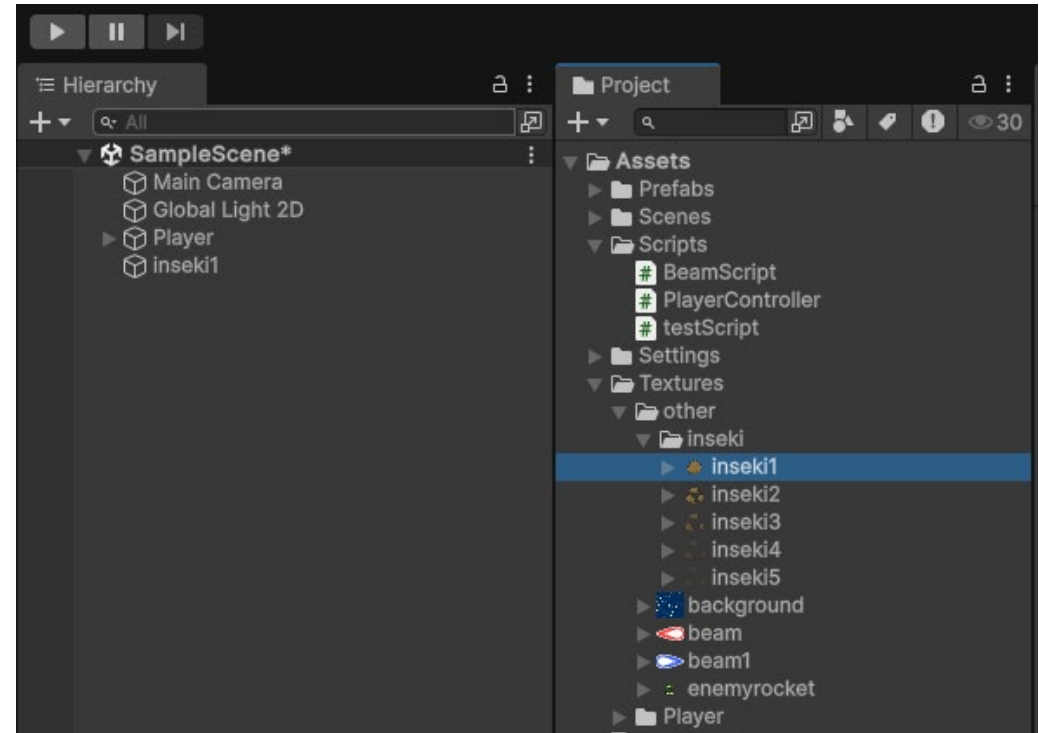 Hierarchy
All
SampleScene*
Main Camera
Global Light 2D
Player
inseki1
Project
30
Assets
Prefabs
Scenes
Scripts
BeamScript
PlayerController
testScript
Settings
Textures
other
inseki
inseki1
inseki2
inseki3
inseki4
inseki5
background
beam
beam1
enemyrocket
Player